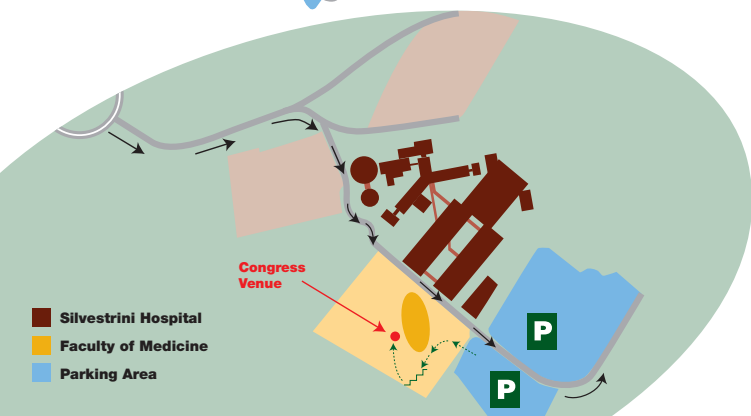 Congress
Venue
Silvestrini Hospital
Faculty of Medicine
Parking Area
P
P